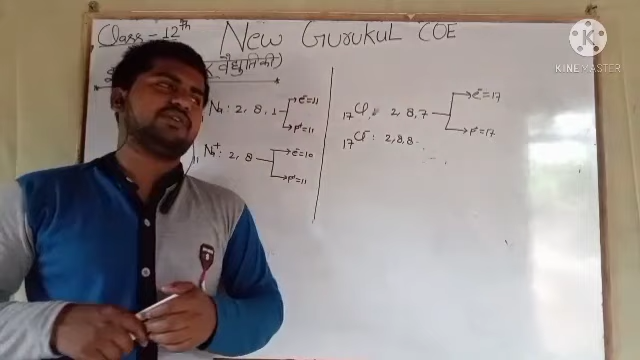 Class - 12th New Gurukul COE
वैद्युतिकी)
Na : 2, 8, 1 → e⁻ = 11
→ P⁺ = 11
11Na⁺ : 2, 8 → e⁻ = 10
→ P⁺ = 11
17Cl : 2, 8, 7 → e⁻ = 17
→ P⁺ = 17
17Cl⁻ : 2, 8, 8
KINEMASTER